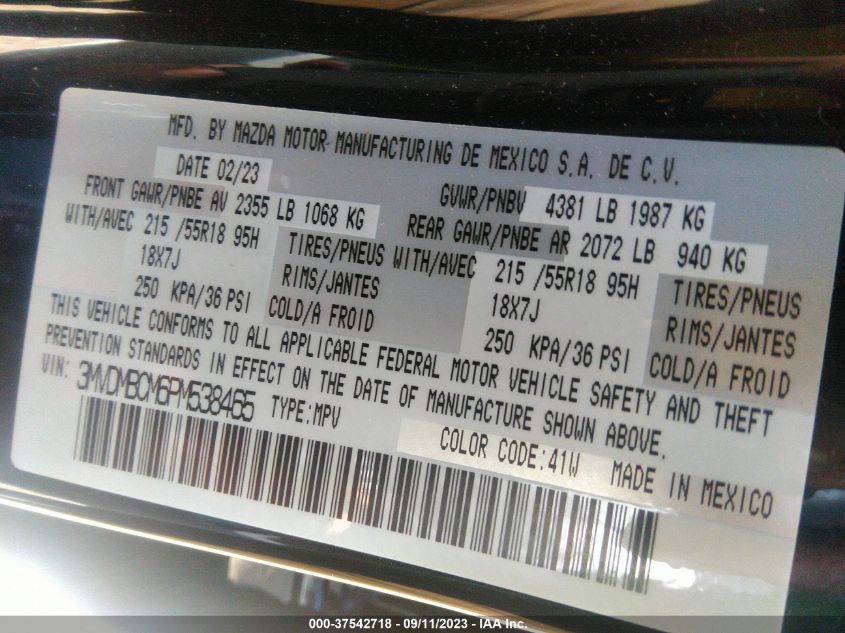 MFD. BY MAZDA MOTOR MANUFACTURING DE MEXICO S.A. DE C.V.
DATE 02/23 GVWR/PNBV 4381 LB 1987 KG
FRONT GAWR/PNBE AV 2355 LB 1068 KG REAR GAWR/PNBE AR 2072 LB 940 KG
WITH/AVEC 215 /55R18 95H TIRES/PNEUS WITH/AVEC 215 /55R18 95H TIRES/PNEUS
18X7J RIMS/JANTES 18X7J RIMS/JANTES
250 KPA/36 PSI COLD/A FROID 250 KPA/36 PSI COLD/A FROID
THIS VEHICLE CONFORMS TO ALL APPLICABLE FEDERAL MOTOR VEHICLE SAFETY AND THEFT
PREVENTION STANDARDS IN EFFECT ON THE DATE OF MANUFACTURE SHOWN ABOVE.
VIN: 3MVDMBCM6PM538465 TYPE:MPV
COLOR CODE:41W MADE IN MEXICO
000-37542718 - 09/11/2023 - IAA Inc.